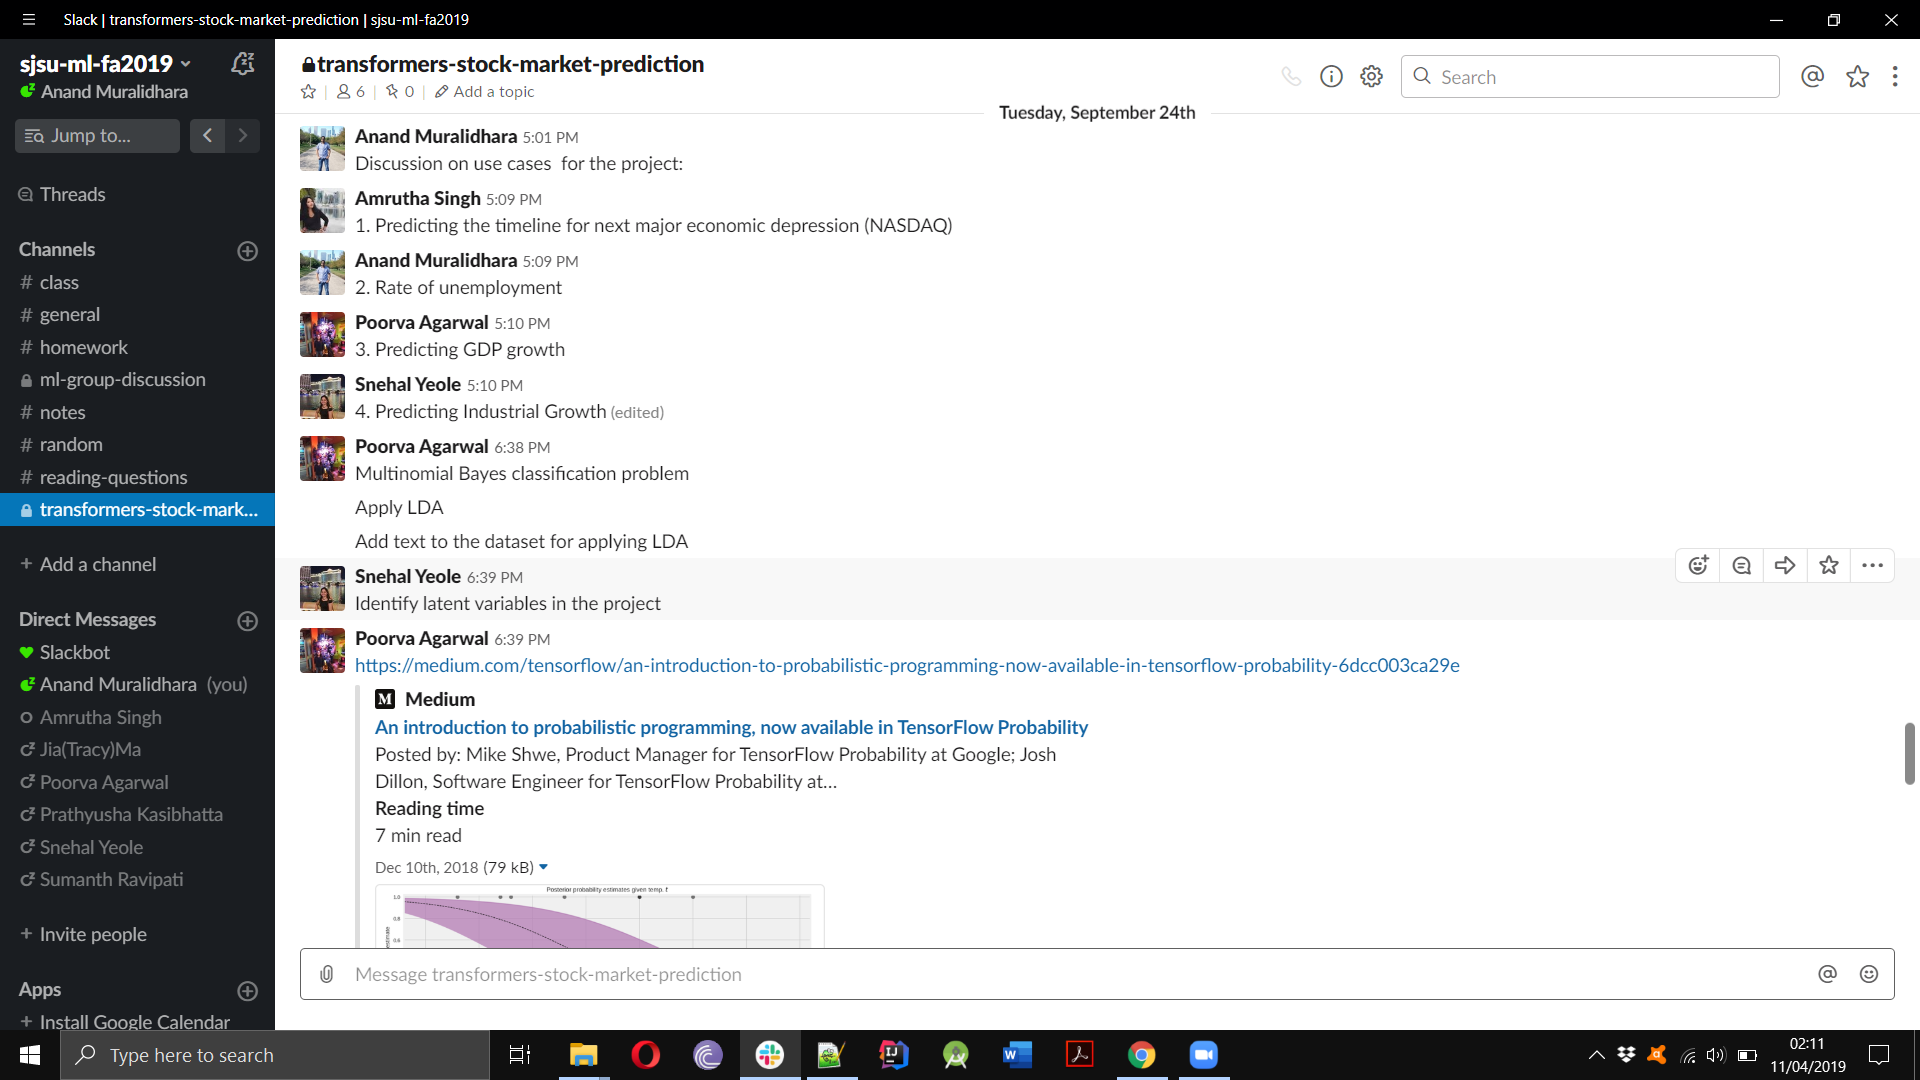 Slack | transformers-stock-market-prediction | sjsu-ml-fa2019
sjsu-ml-fa2019
Anand Muralidhara
Jump to...
Threads
Channels
# class
# general
# homework
ml-group-discussion
# notes
# random
# reading-questions
transformers-stock-mark...
+ Add a channel
Direct Messages
Slackbot
Anand Muralidhara (you)
Amrutha Singh
Jia(Tracy)Ma
Poorva Agarwal
Prathyusha Kasibhatta
Snehal Yeole
Sumanth Ravipati
+ Invite people
Apps
+ Install Google Calendar
transformers-stock-market-prediction
6 | 0 | Add a topic
Search
Tuesday, September 24th
Anand Muralidhara 5:01 PM
Discussion on use cases for the project:
Amrutha Singh 5:09 PM
1. Predicting the timeline for next major economic depression (NASDAQ)
Anand Muralidhara 5:09 PM
2. Rate of unemployment
Poorva Agarwal 5:10 PM
3. Predicting GDP growth
Snehal Yeole 5:10 PM
4. Predicting Industrial Growth (edited)
Poorva Agarwal 6:38 PM
Multinomial Bayes classification problem
Apply LDA
Add text to the dataset for applying LDA
Snehal Yeole 6:39 PM
Identify latent variables in the project
Poorva Agarwal 6:39 PM
https://medium.com/tensorflow/an-introduction-to-probabilistic-programming-now-available-in-tensorflow-probability-6dcc003ca29e
M Medium
An introduction to probabilistic programming, now available in TensorFlow Probability
Posted by: Mike Shwe, Product Manager for TensorFlow Probability at Google; Josh
Dillon, Software Engineer for TensorFlow Probability at...
Reading time
7 min read
Dec 10th, 2018 (79 kB)
Posterior probability estimates given temp. t
1.0
0.8
0.6
estimate
Message transformers-stock-market-prediction
Type here to search
02:11
11/04/2019